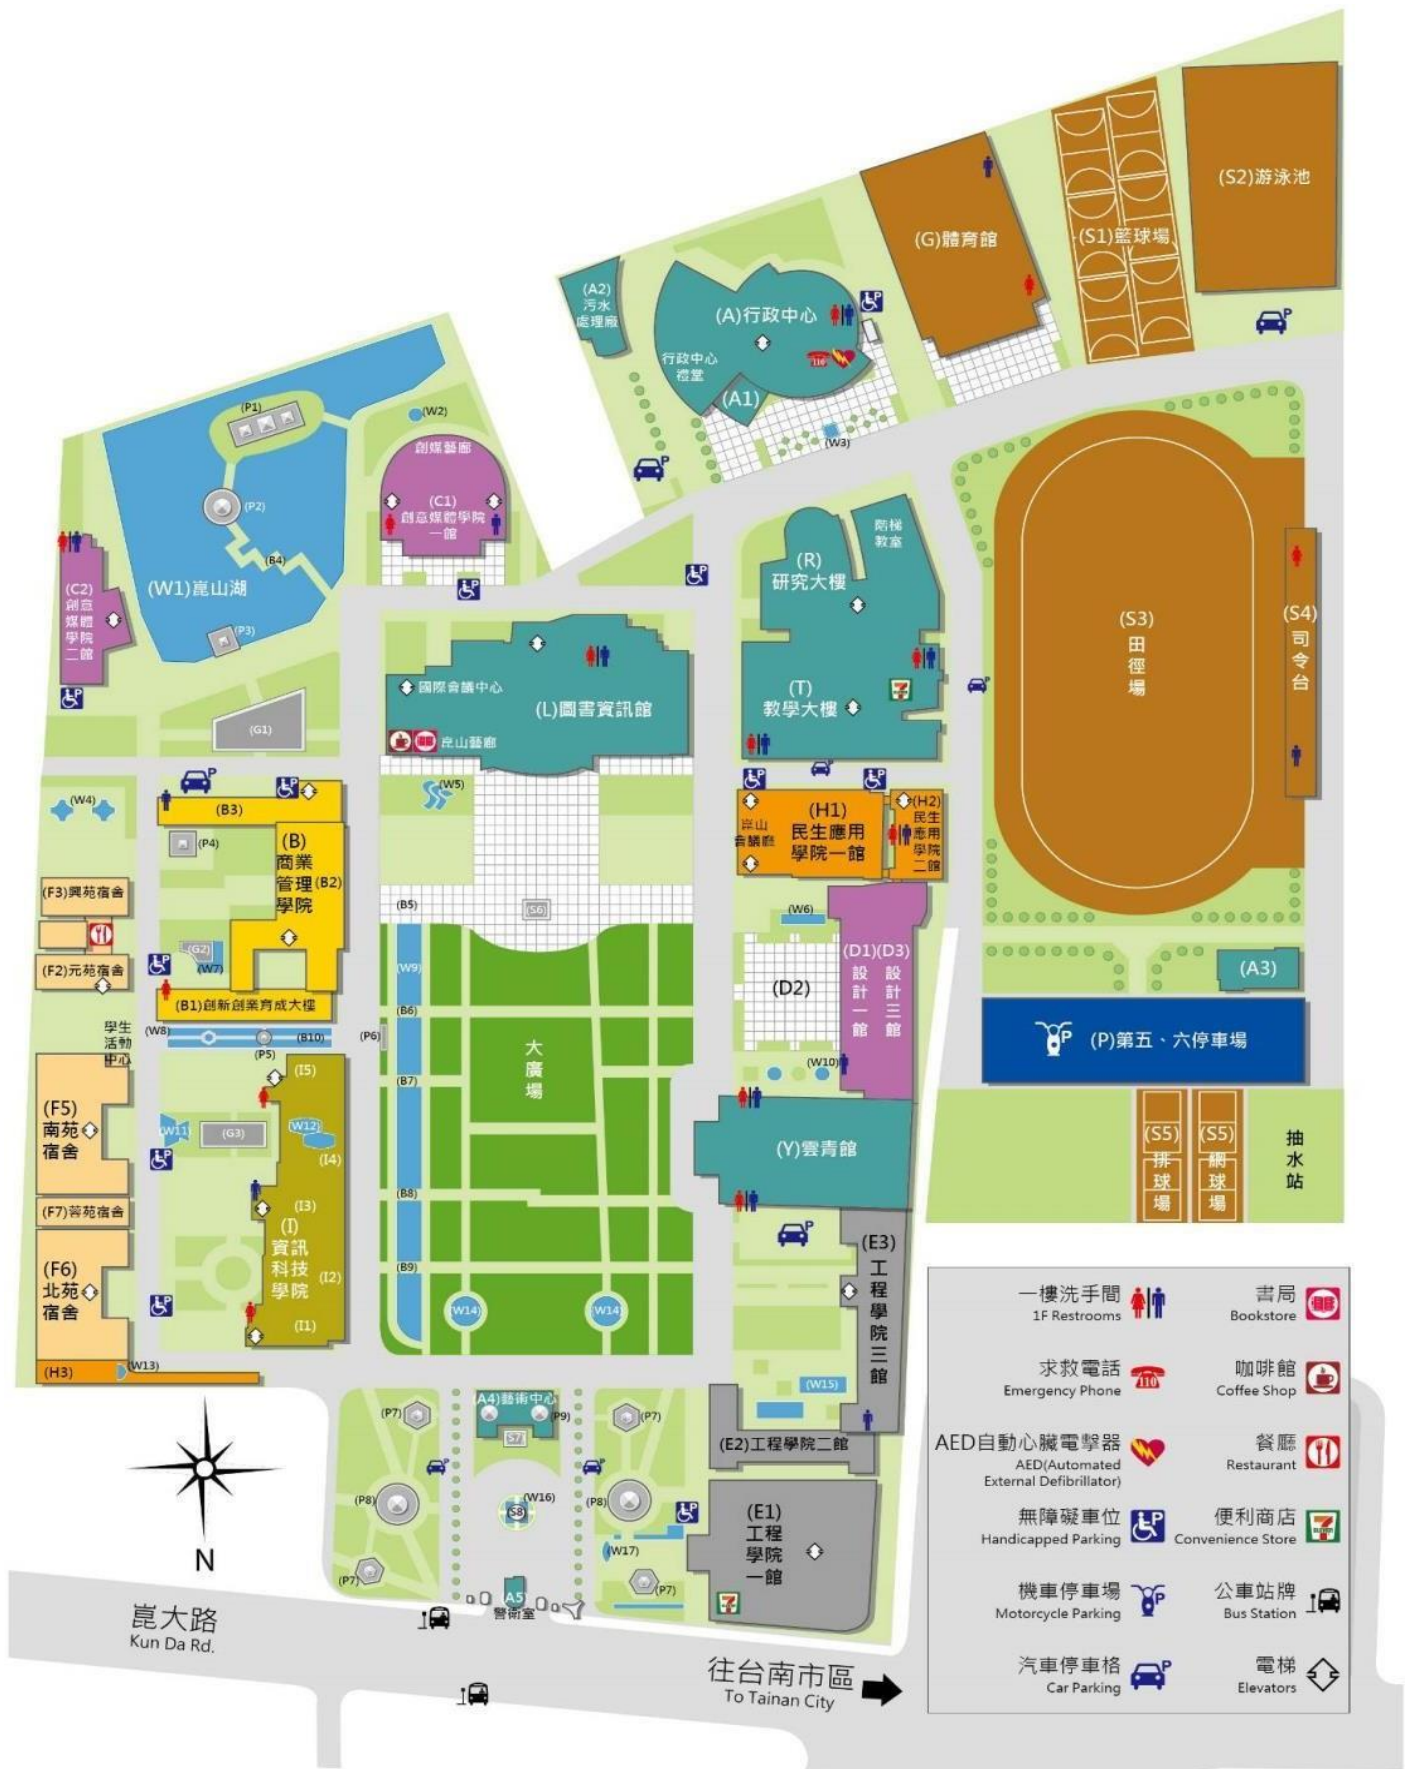 (S2)游泳池
(G)體育館
(S1)籃球場
(A2)
污水
處理廠
(A)行政中心
110
行政中心
禮堂
(A1)
(W3)
(P1)
(W2)
創媒藝廊
(C1)
創意媒體學院
一館
(P2)
(B4)
(W1)崑山湖
(P3)
(C2)
創意
媒體
學院
二館
階梯
教室
(R)
研究大樓
(S3)
田
徑
場
(S4)
司
令
台
國際會議中心
(L)圖書資訊館
崑山藝廊
(T)
教學大樓
(G1)
(W4)
(B3)
(W5)
(P4)
(B)
商業
管理
學院
(B2)
崑山
會議廳
(H1)
民生應用
學院一館
(H2)
民生
應用
學院
二館
(F3)興苑宿舍
(B5)
(S6)
(W6)
(G2)
(W7)
(F2)元苑宿舍
(W9)
(D1)
設
計
一
館
(D3)
設
計
三
館
(D2)
(A3)
(B1)創新創業育成大樓
(B6)
學生
活動
中心
(W8)
(B10)
(P5)
(P6)
大
廣
場
(P)第五、六停車場
(I5)
(B7)
(W10)
(F5)
南苑
宿舍
(W11)
(G3)
(W12)
(I4)
(Y)雲青館
(S5)
排
球
場
(S5)
網
球
場
抽
水
站
(F7)蓉苑宿舍
(I3)
(B8)
(I)
資訊
科技
學院
(F6)
北苑
宿舍
(I2)
(B9)
(E3)
工
程
學
院
三
館
(I1)
(W14)
(W14)
(H3)
(W13)
(W15)
(A4)藝術中心
(P7)
(P9)
(P7)
(S7)
(E2)工程學院二館
(P8)
(W16)
(S8)
(P8)
(E1)
工程
學院
一館
(W17)
(P7)
(P7)
(A5)
警衛室
N
崑大路
Kun Da Rd.
往台南市區
To Tainan City
一樓洗手間
1F Restrooms
書局
Bookstore
求救電話
Emergency Phone
110
咖啡館
Coffee Shop
AED自動心臟電擊器
AED(Automated
External Defibrillator)
餐廳
Restaurant
無障礙車位
Handicapped Parking
便利商店
Convenience Store
機車停車場
Motorcycle Parking
公車站牌
Bus Station
汽車停車格
Car Parking
電梯
Elevators